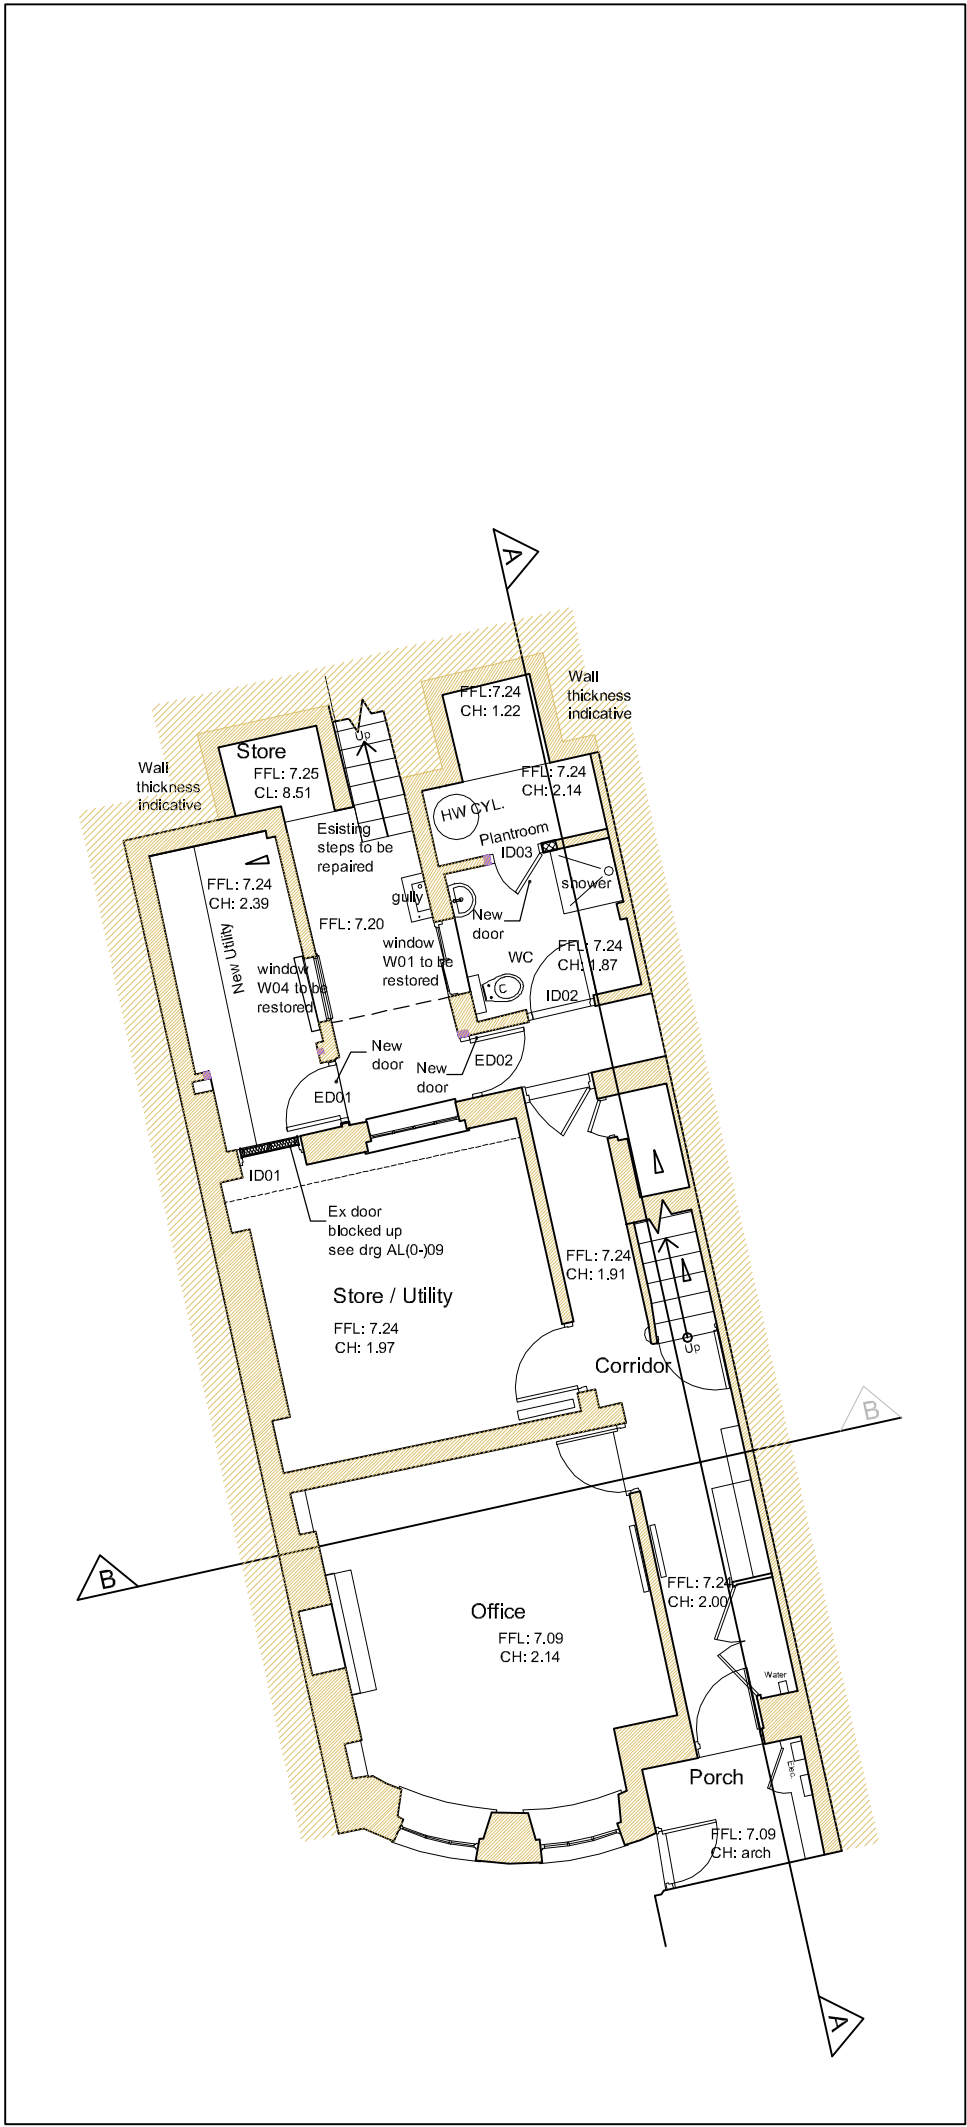 A
Wall
thickness
indicative
FFL:7.24
CH: 1.22
Up
Store
FFL: 7.25
CL: 8.51
Wall
thickness
indicative
FFL: 7.24
CH: 2.14
HW CYL.
Plantroom
ID03
Esisting
steps to be
repaired
shower
FFL: 7.24
CH: 2.39
gully
New
door
FFL: 7.20
New Utility
window
W01 to be
restored
WC
FFL: 7.24
CH: 1.87
window
W04 to be
restored
C
ID02
New
door
New
door
ED02
ED01
ID01
Ex door
blocked up
see drg AL(0-)09
FFL: 7.24
CH: 1.91
Store / Utility
FFL: 7.24
CH: 1.97
Up
Corridor
B
B
FFL: 7.24
CH: 2.00
Office
FFL: 7.09
CH: 2.14
Water
Elec.
Porch
FFL: 7.09
CH: arch
A